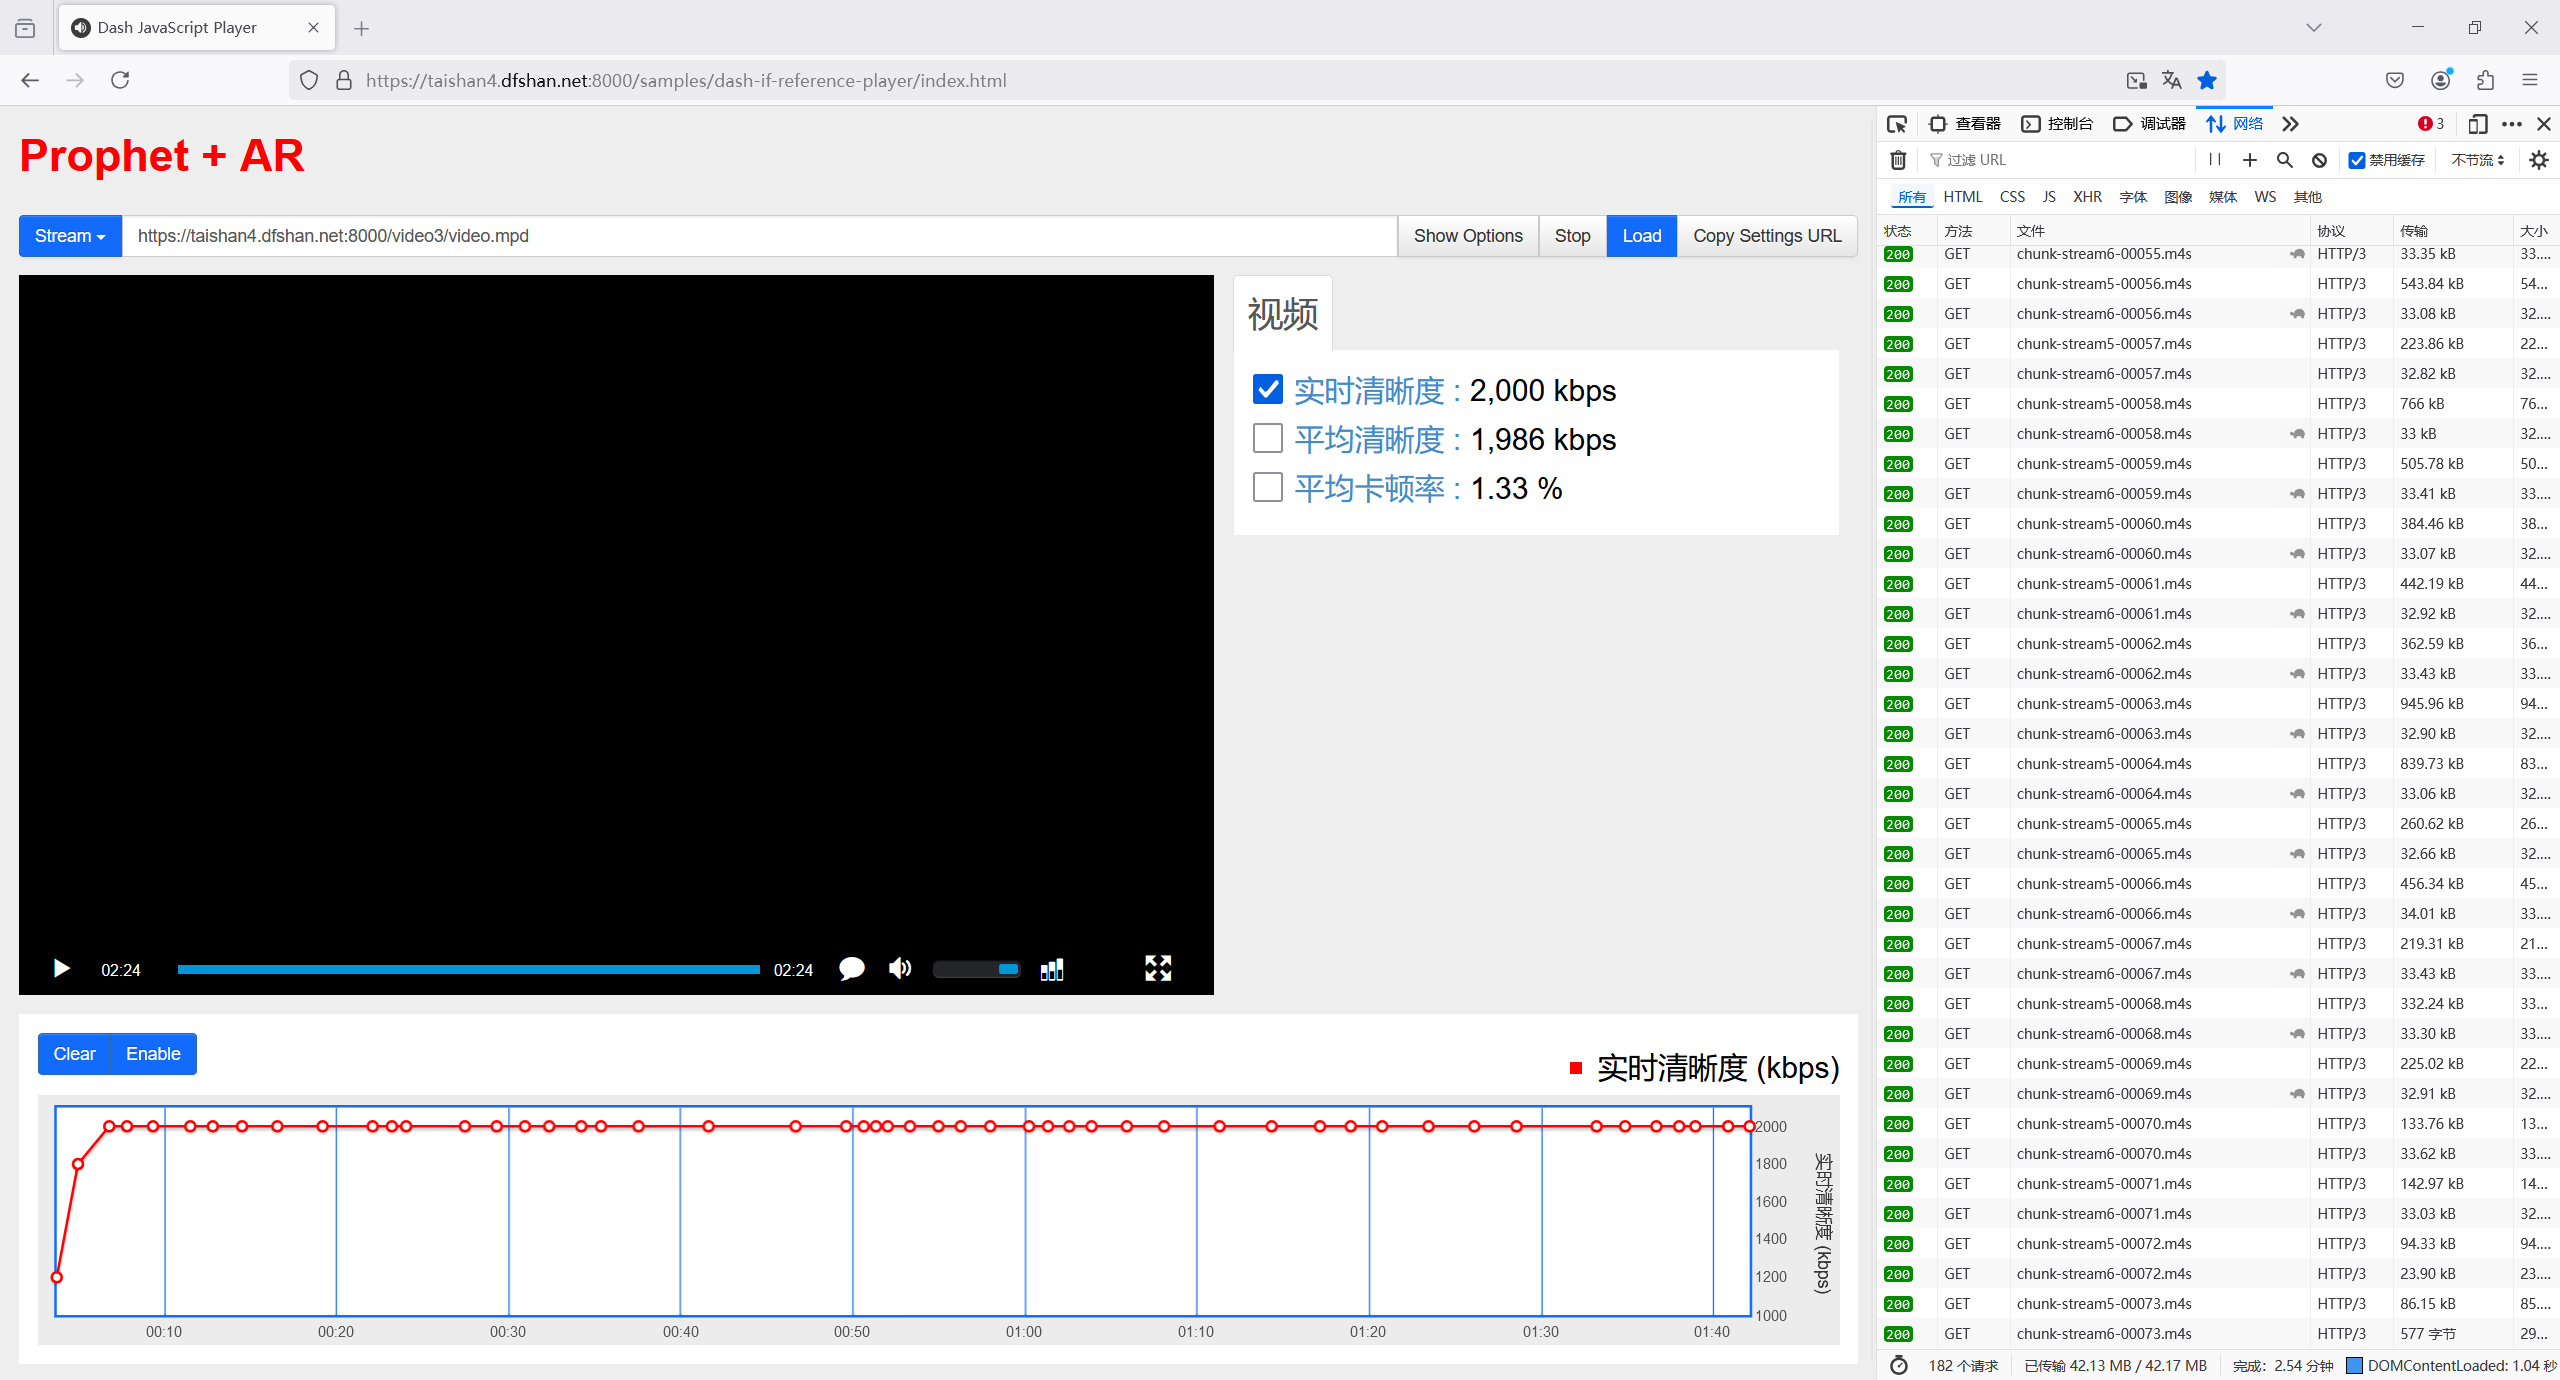 Dash JavaScript Player
https://taishan4.dfshan.net:8000/samples/dash-if-reference-player/index.html
Prophet + AR
Stream
https://taishan4.dfshan.net:8000/video3/video.mpd
Show Options
Stop
Load
Copy Settings URL
视频
实时清晰度 : 2,000 kbps
平均清晰度 : 1,986 kbps
平均卡顿率 : 1.33 %
02:24
02:24
Clear
Enable
实时清晰度 (kbps)
2000
1800
1600
1400
1200
1000
实时清晰度 (kbps)
00:10 00:20 00:30 00:40 00:50 01:00 01:10 01:20 01:30 01:40
查看器 控制台 调试器 网络 3
过滤 URL 禁用缓存 不节流
所有 HTML CSS JS XHR 字体 图像 媒体 WS 其他
状态 方法 文件 协议 传输 大小
200 GET chunk-stream6-00055.m4s HTTP/3 33.35 kB 33....
200 GET chunk-stream5-00056.m4s HTTP/3 543.84 kB 54...
200 GET chunk-stream6-00056.m4s HTTP/3 33.08 kB 32....
200 GET chunk-stream5-00057.m4s HTTP/3 223.86 kB 22...
200 GET chunk-stream6-00057.m4s HTTP/3 32.82 kB 32....
200 GET chunk-stream5-00058.m4s HTTP/3 766 kB 76...
200 GET chunk-stream6-00058.m4s HTTP/3 33 kB 32....
200 GET chunk-stream5-00059.m4s HTTP/3 505.78 kB 50...
200 GET chunk-stream6-00059.m4s HTTP/3 33.41 kB 33....
200 GET chunk-stream5-00060.m4s HTTP/3 384.46 kB 38...
200 GET chunk-stream6-00060.m4s HTTP/3 33.07 kB 32....
200 GET chunk-stream5-00061.m4s HTTP/3 442.19 kB 44...
200 GET chunk-stream6-00061.m4s HTTP/3 32.92 kB 32....
200 GET chunk-stream5-00062.m4s HTTP/3 362.59 kB 36...
200 GET chunk-stream6-00062.m4s HTTP/3 33.43 kB 33....
200 GET chunk-stream5-00063.m4s HTTP/3 945.96 kB 94...
200 GET chunk-stream6-00063.m4s HTTP/3 32.90 kB 32....
200 GET chunk-stream5-00064.m4s HTTP/3 839.73 kB 83...
200 GET chunk-stream6-00064.m4s HTTP/3 33.06 kB 32....
200 GET chunk-stream5-00065.m4s HTTP/3 260.62 kB 26...
200 GET chunk-stream6-00065.m4s HTTP/3 32.66 kB 32....
200 GET chunk-stream5-00066.m4s HTTP/3 456.34 kB 45...
200 GET chunk-stream6-00066.m4s HTTP/3 34.01 kB 33....
200 GET chunk-stream5-00067.m4s HTTP/3 219.31 kB 21...
200 GET chunk-stream6-00067.m4s HTTP/3 33.43 kB 33....
200 GET chunk-stream5-00068.m4s HTTP/3 332.24 kB 33...
200 GET chunk-stream6-00068.m4s HTTP/3 33.30 kB 33....
200 GET chunk-stream5-00069.m4s HTTP/3 225.02 kB 22...
200 GET chunk-stream6-00069.m4s HTTP/3 32.91 kB 32....
200 GET chunk-stream5-00070.m4s HTTP/3 133.76 kB 13...
200 GET chunk-stream6-00070.m4s HTTP/3 33.62 kB 33....
200 GET chunk-stream5-00071.m4s HTTP/3 142.97 kB 14...
200 GET chunk-stream6-00071.m4s HTTP/3 33.03 kB 32....
200 GET chunk-stream5-00072.m4s HTTP/3 94.33 kB 94....
200 GET chunk-stream6-00072.m4s HTTP/3 23.90 kB 23....
200 GET chunk-stream5-00073.m4s HTTP/3 86.15 kB 85....
200 GET chunk-stream6-00073.m4s HTTP/3 577 字节 29...
182 个请求 已传输 42.13 MB / 42.17 MB 完成：2.54 分钟 DOMContentLoaded: 1.04 秒